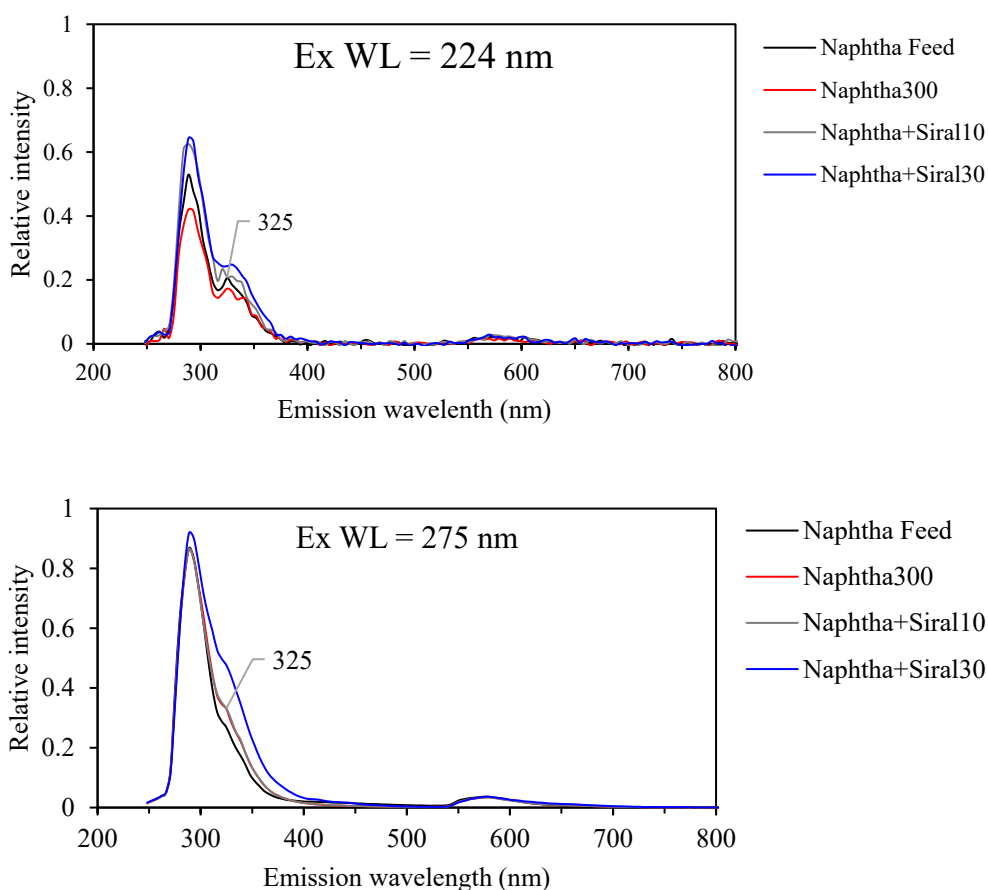 Ex WL = 224 nm
1
0.8
0.6
0.4
0.2
0
Relative intensity
325
200 300 400 500 600 700 800
Emission wavelenth (nm)
Naphtha Feed
Naphtha300
Naphtha+Siral10
Naphtha+Siral30
Ex WL = 275 nm
1
0.8
0.6
0.4
0.2
0
Relative intensity
325
200 300 400 500 600 700 800
Emission wavelength (nm)
Naphtha Feed
Naphtha300
Naphtha+Siral10
Naphtha+Siral30